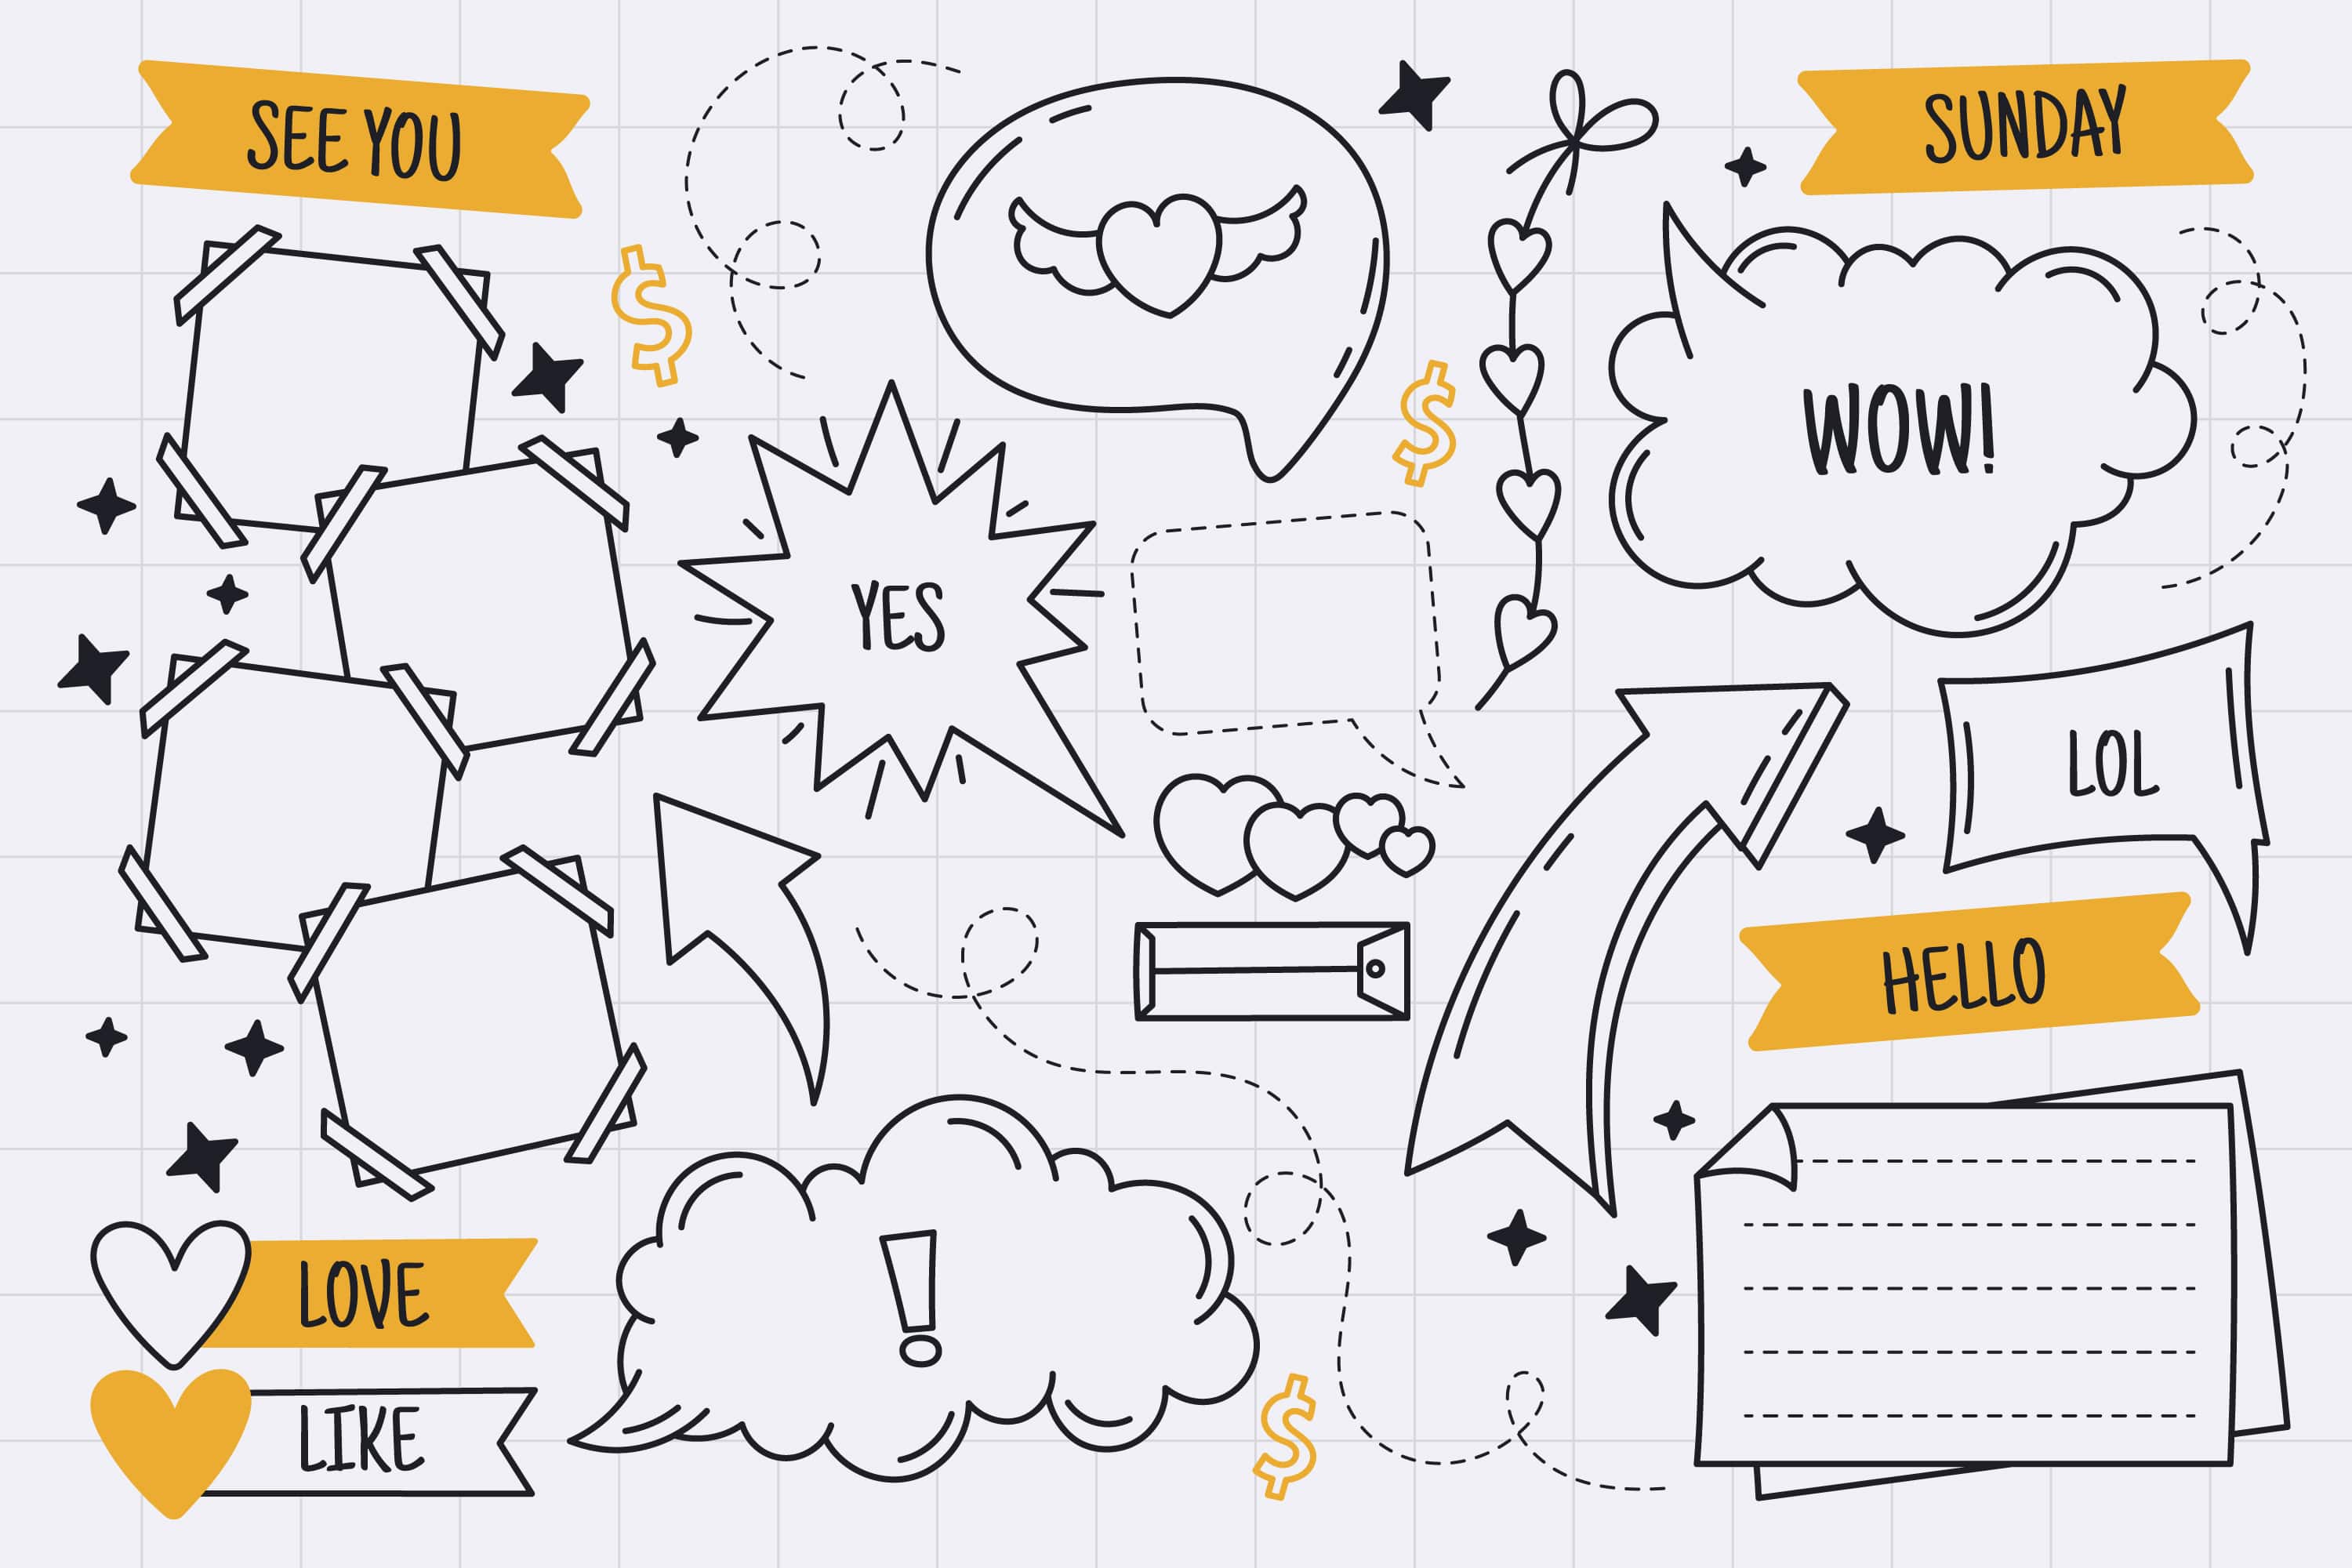 SEE YOU
SUNDAY
$
$
WOW!
YES
LOL
HELLO
!
LOVE
LIKE
$